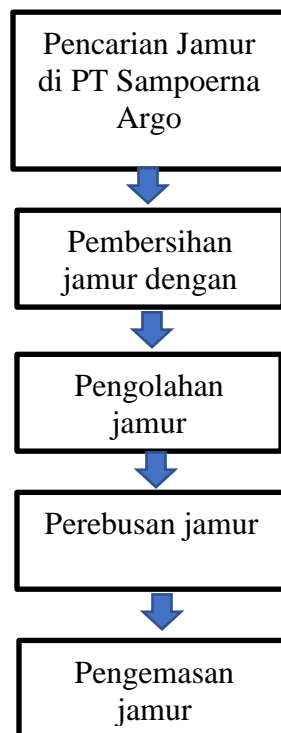 Pencarian Jamur
di PT Sampoerna
Argo
Pembersihan
jamur dengan
Pengolahan
jamur
Perebusan jamur
Pengemasan
jamur